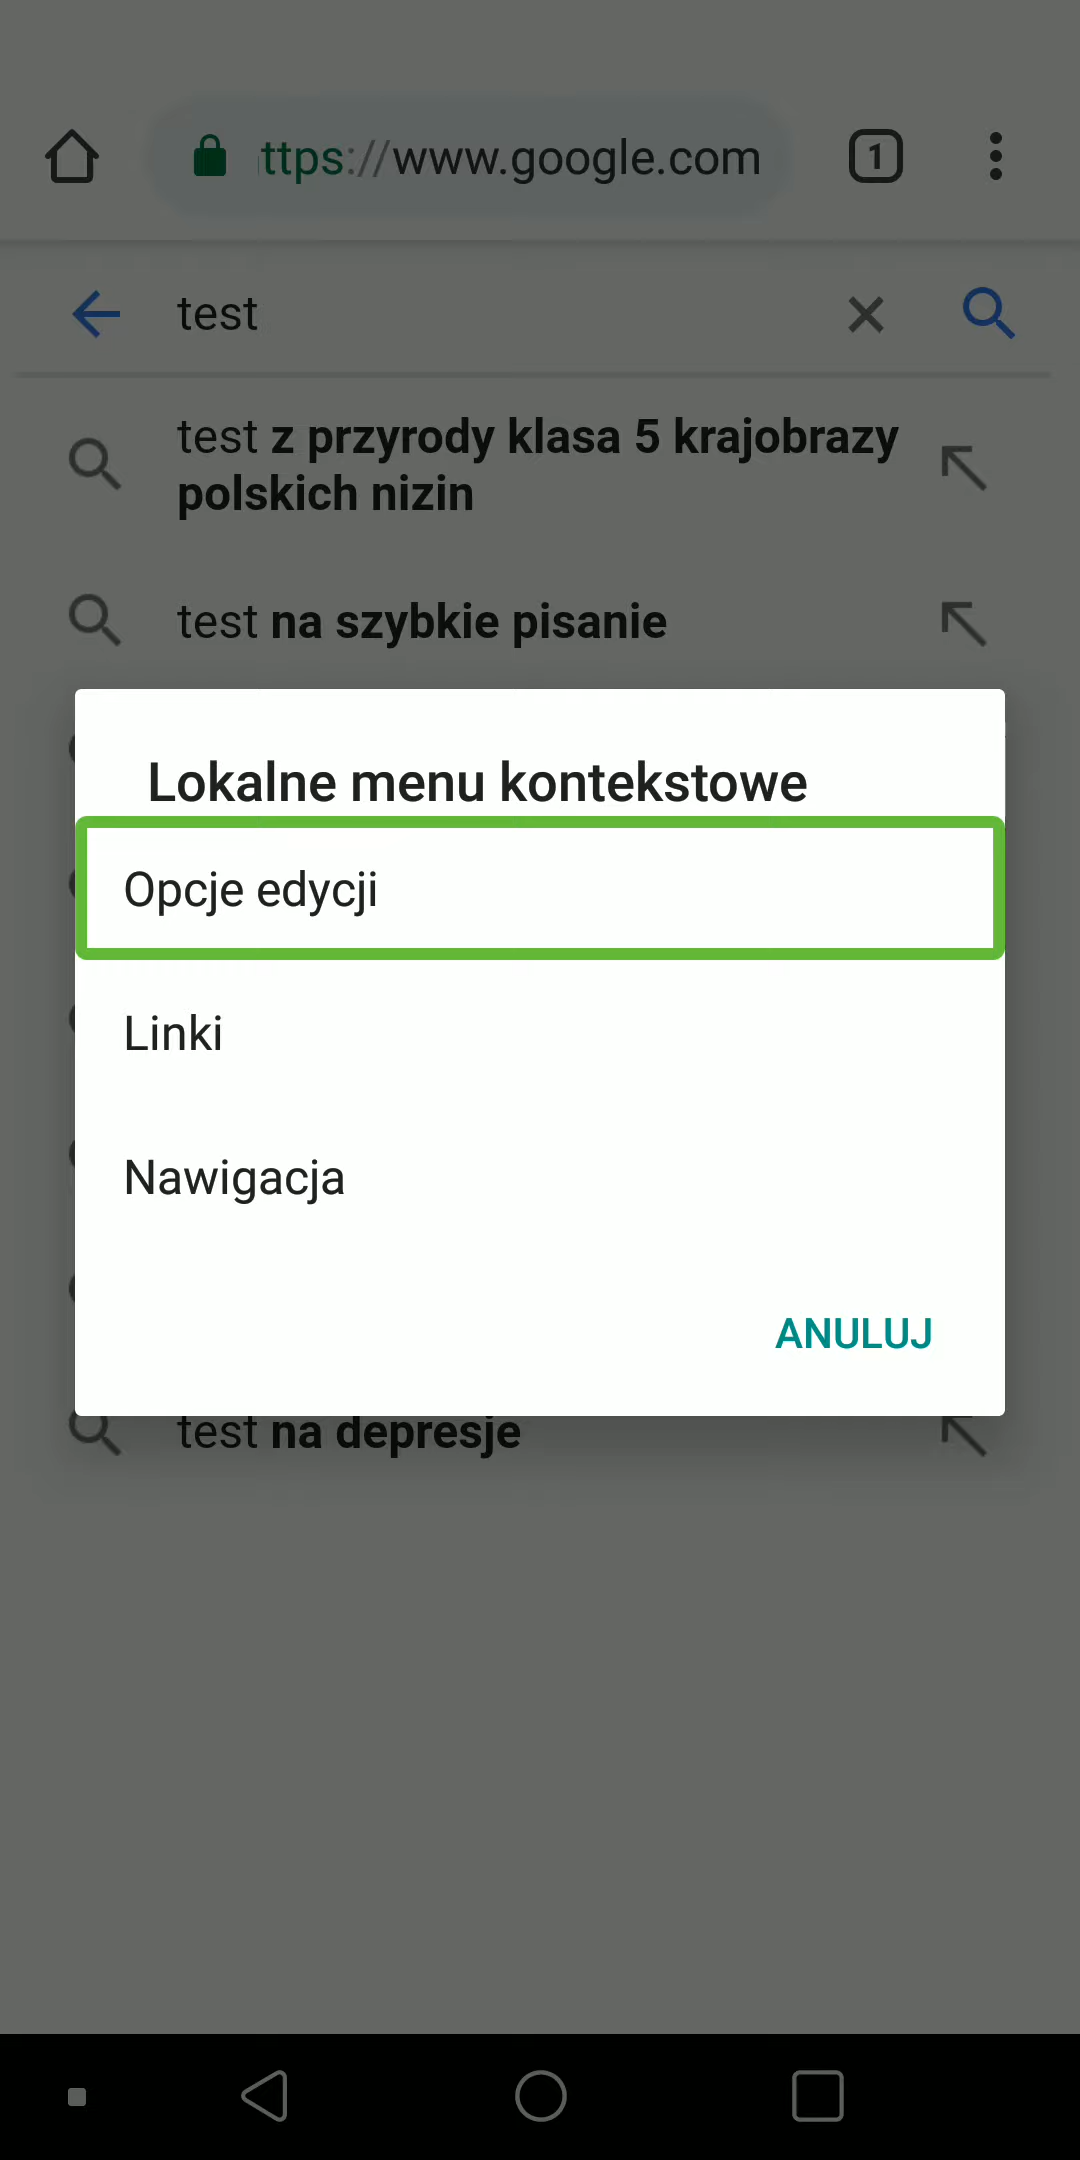 ttps://www.google.com
1
test
test z przyrody klasa 5 krajobrazy
polskich nizin
test na szybkie pisanie
Lokalne menu kontekstowe
Opcje edycji
Linki
Nawigacja
ANULUJ
test na depresje